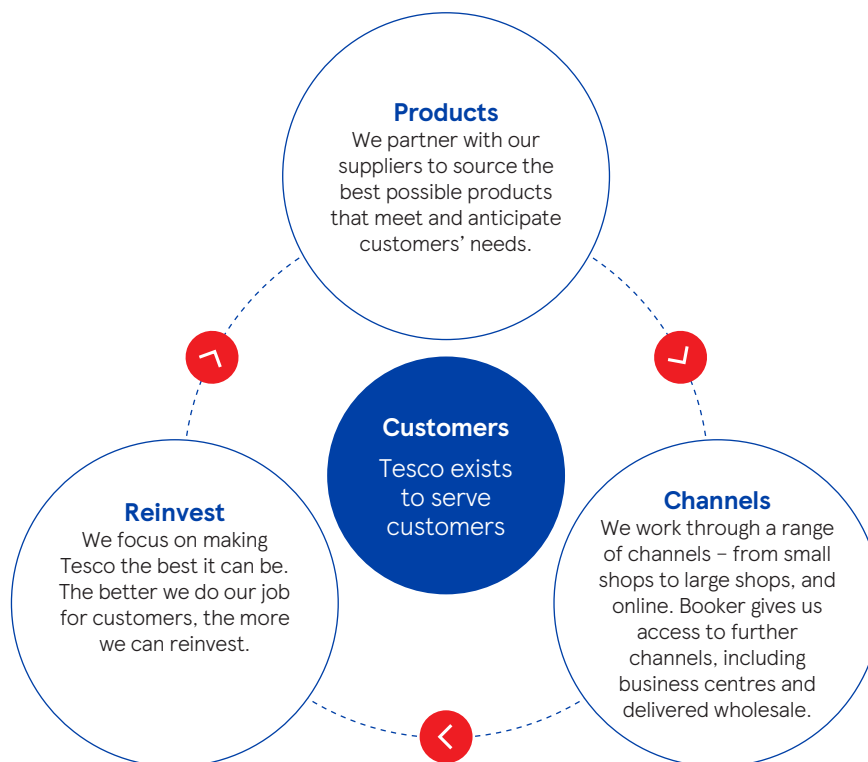 Products
We partner with our
suppliers to source the
best possible products
that meet and anticipate
customers’ needs.
Customers
Tesco exists
to serve
customers
Reinvest
We focus on making
Tesco the best it can be.
The better we do our job
for customers, the more
we can reinvest.
Channels
We work through a range
of channels – from small
shops to large shops, and
online. Booker gives us
access to further
channels, including
business centres and
delivered wholesale.